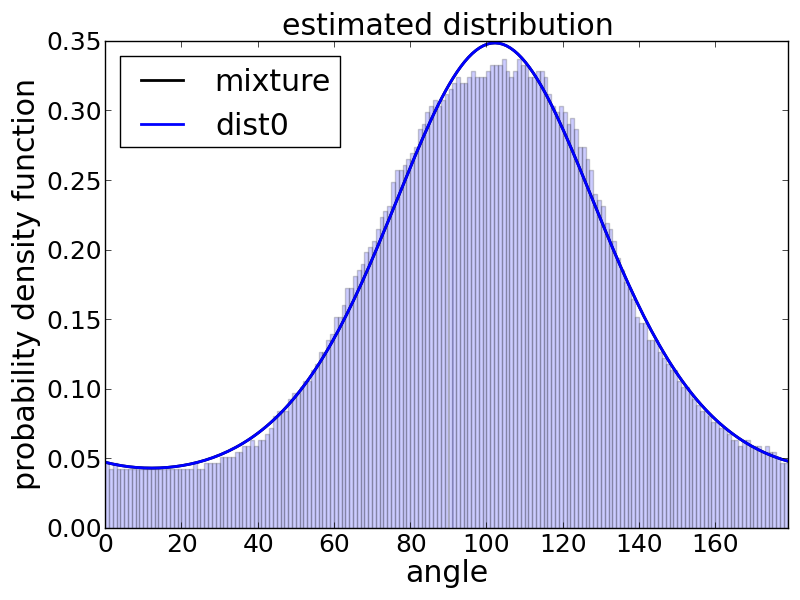 estimated distribution
mixture
dist0
probability density function
0.35
0.30
0.25
0.20
0.15
0.10
0.05
0.00
0 20 40 60 80 100 120 140 160
angle